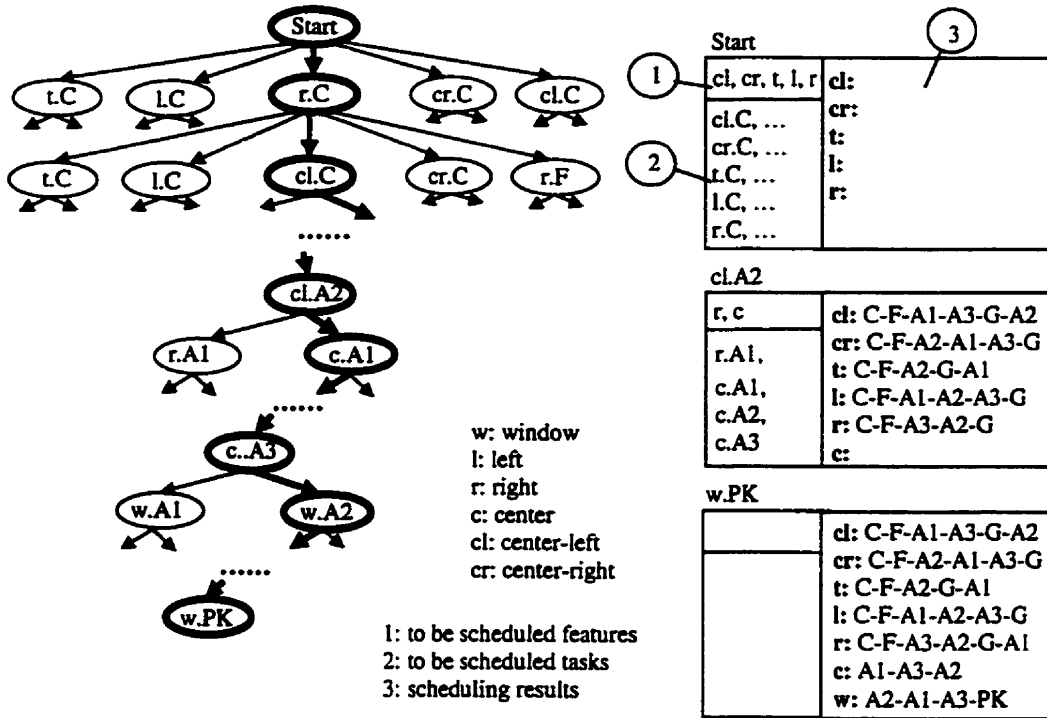 Start
t.C l.C r.C cr.C cl.C
t.C l.C cl.C cr.C r.F
......
cl.A2
r.A1 c.A1
......
c..A3
w.A1 w.A2
......
w.PK
w: window
l: left
r: right
c: center
cl: center-left
cr: center-right
1: to be scheduled features
2: to be scheduled tasks
3: scheduling results
1
2
3
Start
cl, cr, t, l, r
cl.C, ...
cr.C, ...
t.C, ...
l.C, ...
r.C, ...
cl:
cr:
t:
l:
r:
cl.A2
r, c
r.A1,
c.A1,
c.A2,
c.A3
cl: C-F-A1-A3-G-A2
cr: C-F-A2-A1-A3-G
t: C-F-A2-G-A1
l: C-F-A1-A2-A3-G
r: C-F-A3-A2-G
c:
w.PK
cl: C-F-A1-A3-G-A2
cr: C-F-A2-A1-A3-G
t: C-F-A2-G-A1
l: C-F-A1-A2-A3-G
r: C-F-A3-A2-G-A1
c: A1-A3-A2
w: A2-A1-A3-PK